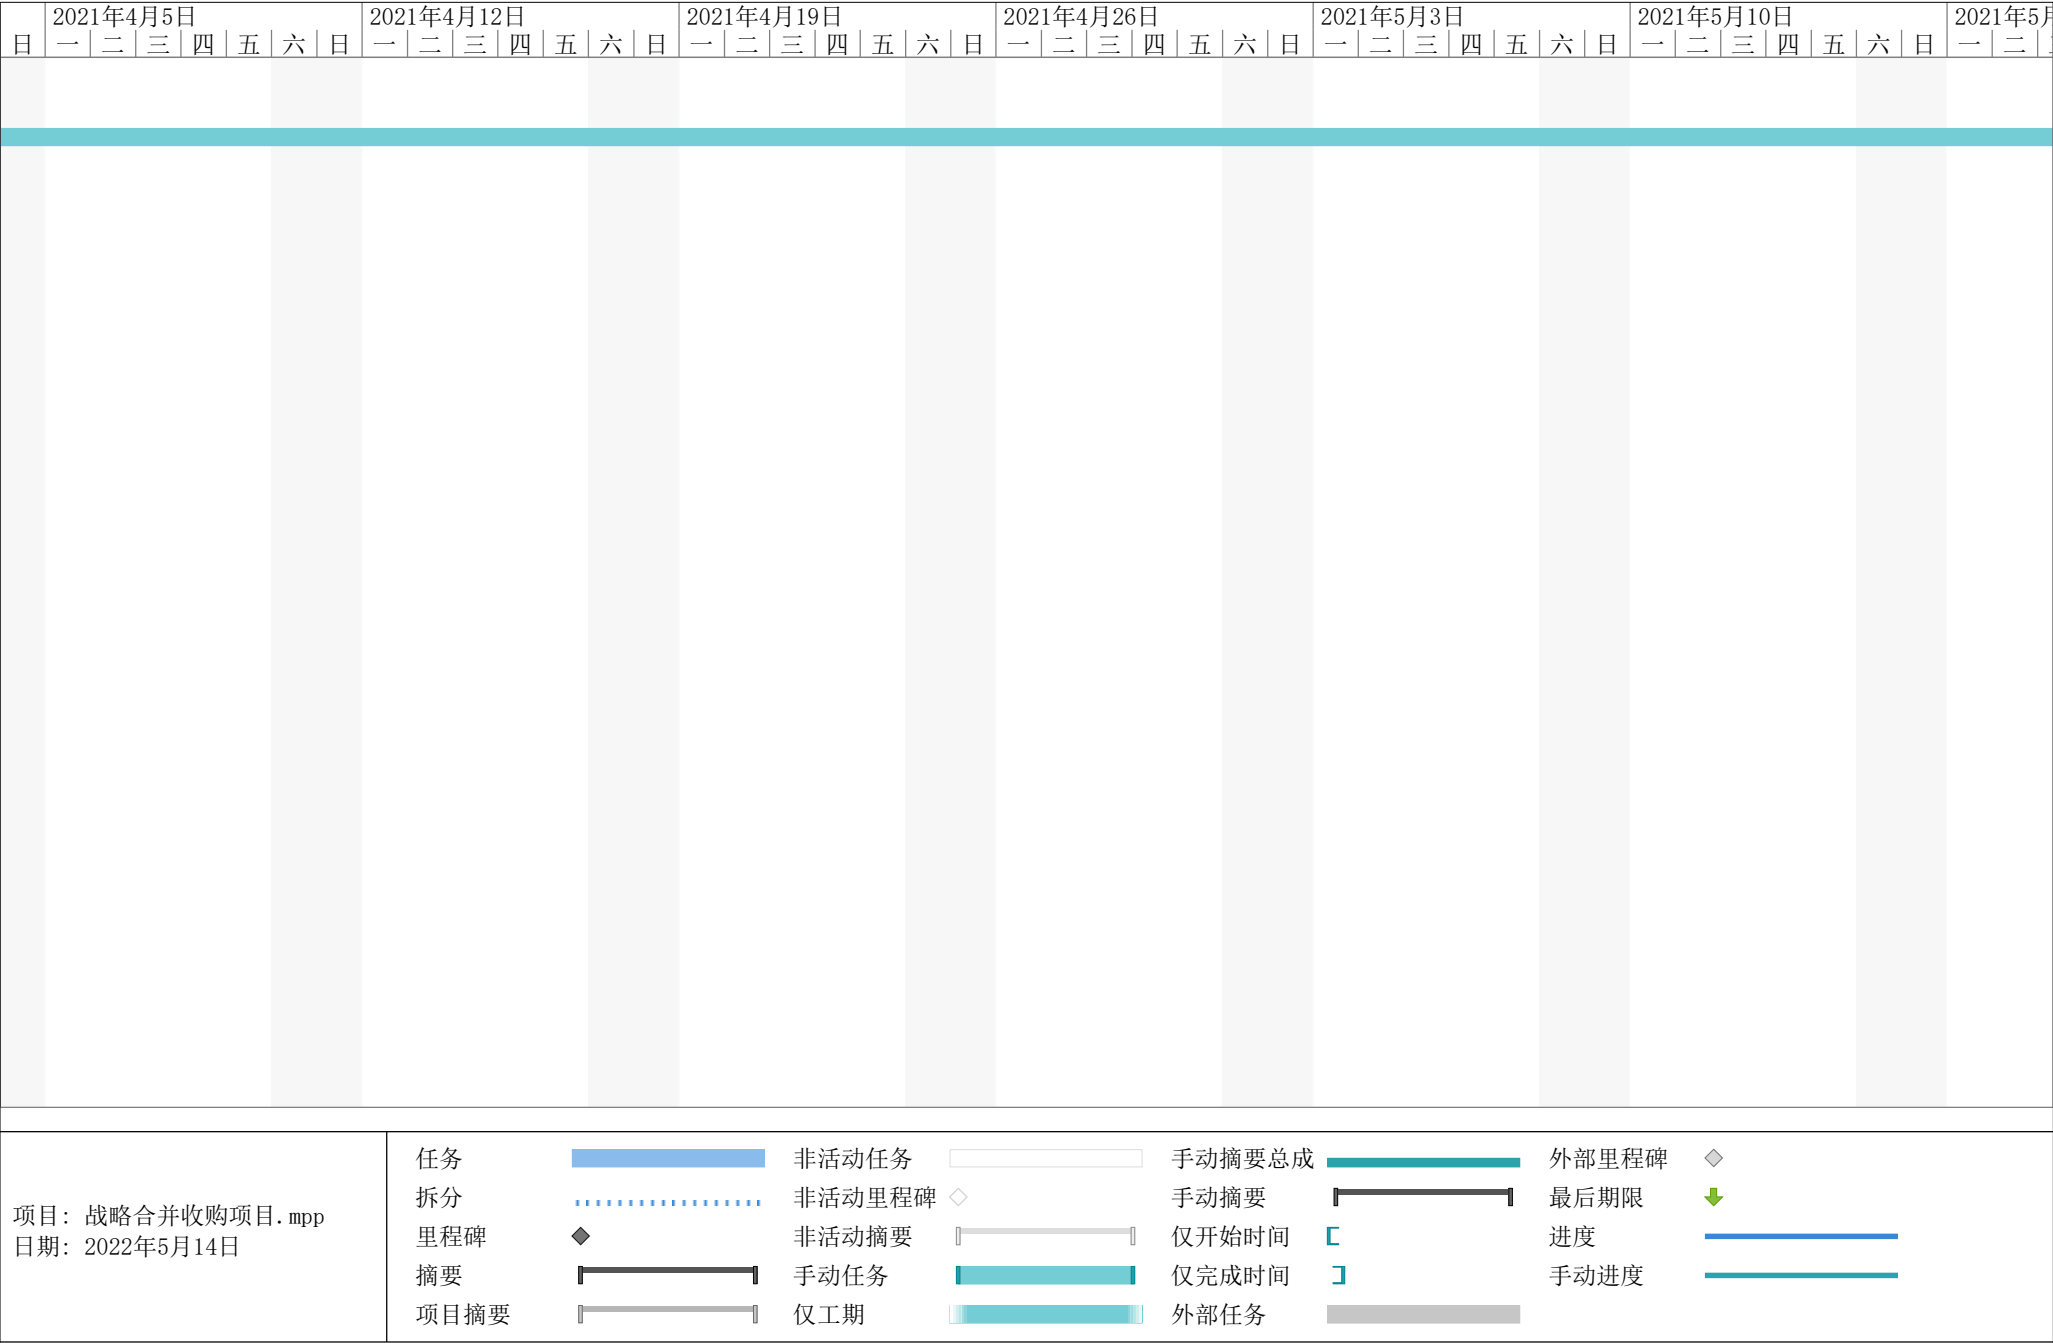 2021年4月5日 2021年4月12日 2021年4月19日 2021年4月26日 2021年5月3日 2021年5月10日 2021年5月
日 一 二 三 四 五 六 日 一 二 三 四 五 六 日 一 二 三 四 五 六 日 一 二 三 四 五 六 日 一 二 三 四 五 六 日 一 二 三 四 五 六 日 一 二
项目: 战略合并收购项目.mpp
日期: 2022年5月14日
任务 非活动任务 手动摘要总成 外部里程碑
拆分 非活动里程碑 手动摘要 最后期限
里程碑 非活动摘要 仅开始时间 进度
摘要 手动任务 仅完成时间 手动进度
项目摘要 仅工期 外部任务